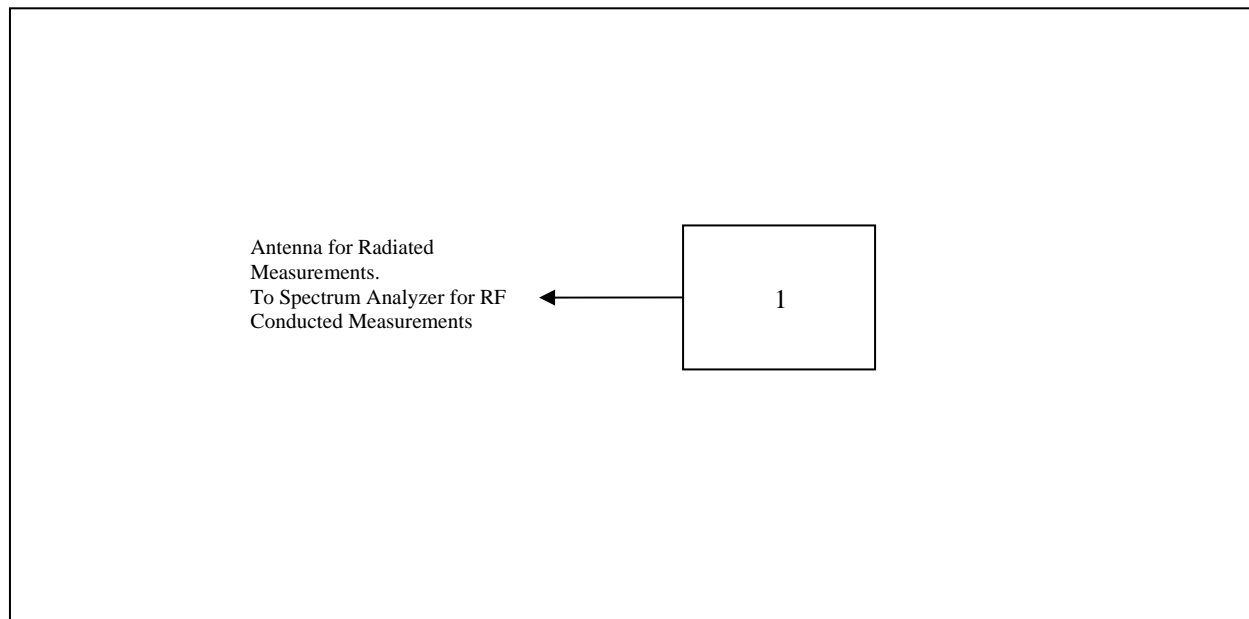 Antenna for Radiated
Measurements.
To Spectrum Analyzer for RF
Conducted Measurements
1